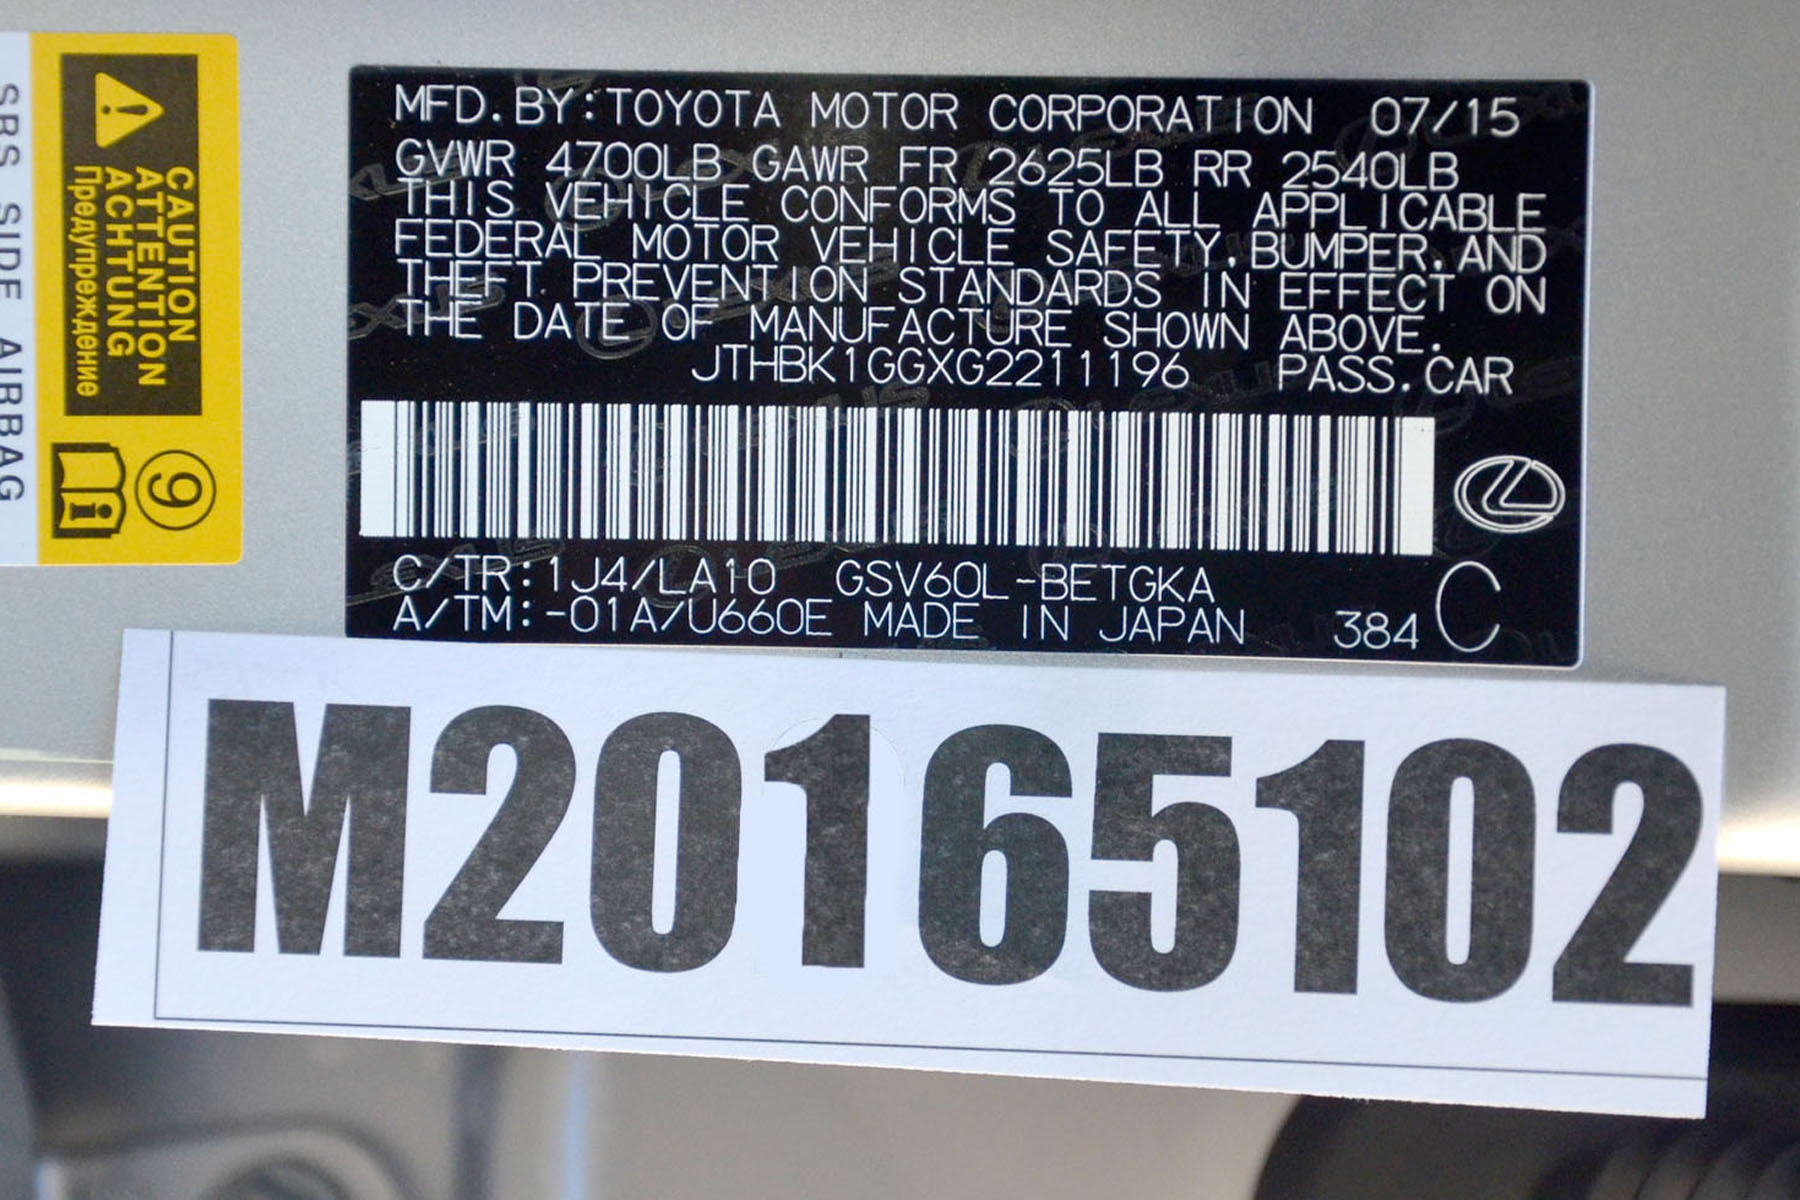 SRS SIDE AIRBAG
CAUTION
ATTENTION
ACHTUNG
Предупреждение
9
MFD. BY: TOYOTA MOTOR CORPORATION 07/15
GVWR 4700LB GAWR FR 2625LB RR 2540LB
THIS VEHICLE CONFORMS TO ALL APPLICABLE
FEDERAL MOTOR VEHICLE SAFETY, BUMPER, AND
THEFT PREVENTION STANDARDS IN EFFECT ON
THE DATE OF MANUFACTURE SHOWN ABOVE.
JTHBK1GGXG2211196 PASS. CAR
C/TR: 1J4/LA10 GSV60L-BETGKA
A/TM: -01A/U660E MADE IN JAPAN 384 C
M20165102